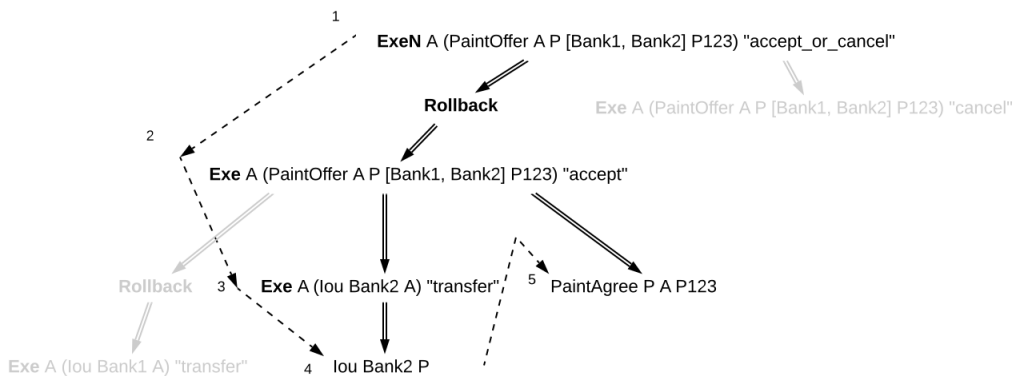 1
ExeN A (PaintOffer A P [Bank1, Bank2] P123) "accept_or_cancel"
Rollback
Exe A (PaintOffer A P [Bank1, Bank2] P123) "cancel"
2
Exe A (PaintOffer A P [Bank1, Bank2] P123) "accept"
Rollback
3
Exe A (Iou Bank2 A) "transfer"
5
PaintAgree P A P123
Exe A (Iou Bank1 A) "transfer"
4
Iou Bank2 P